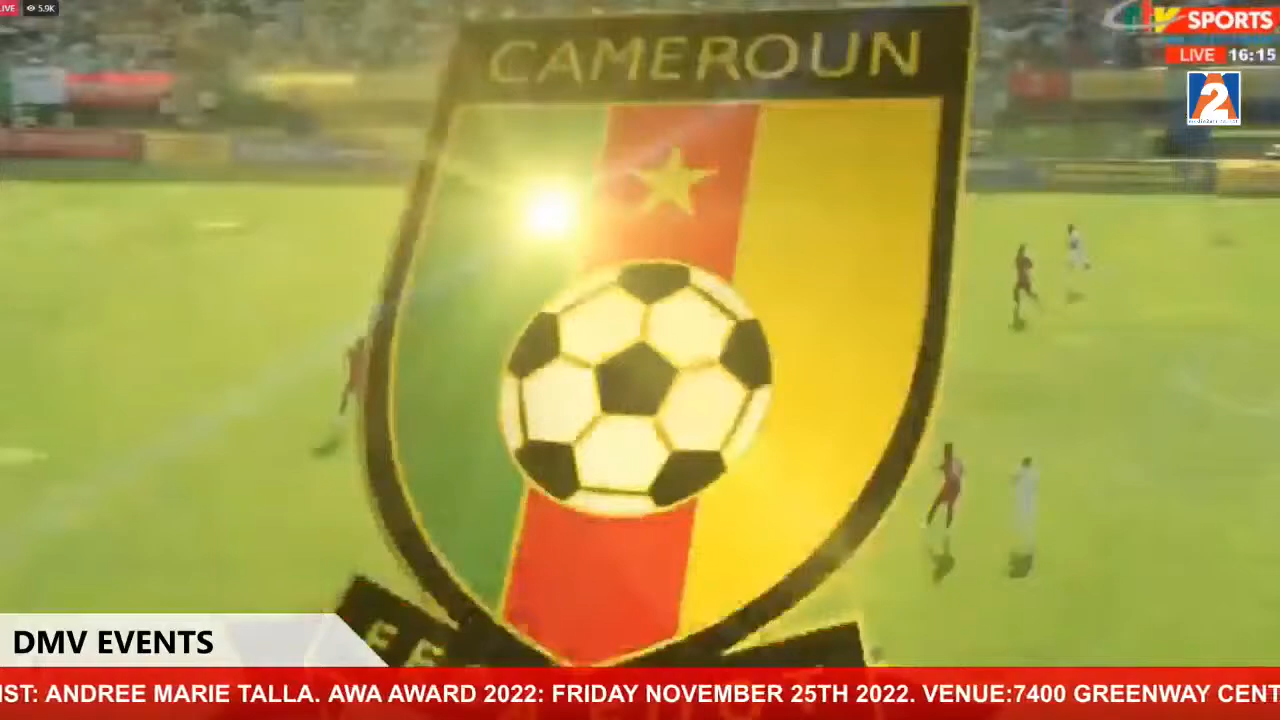 LIVE 5.9K
CAMEROUN
SPORTS
LIVE 16:15
2
DMV EVENTS
IST: ANDREE MARIE TALLA. AWA AWARD 2022: FRIDAY NOVEMBER 25TH 2022. VENUE:7400 GREENWAY CENT